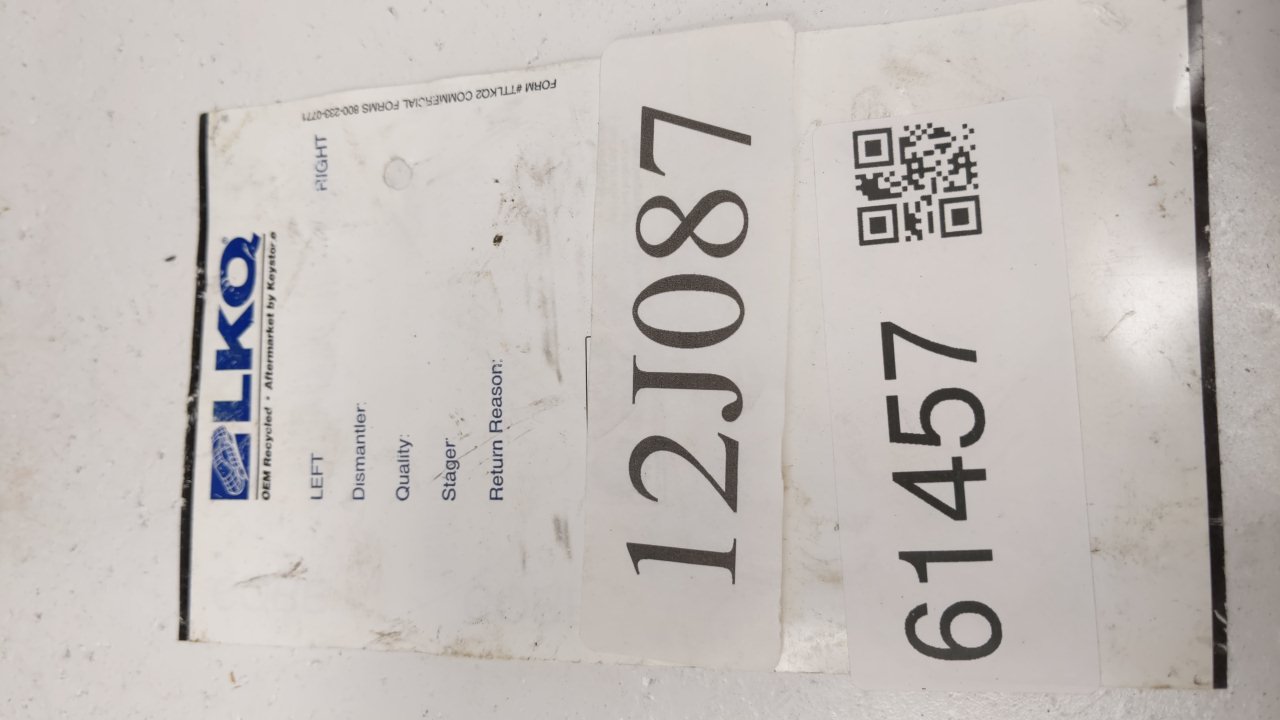 LKQ
OEM Recycled • Aftermarket by Keystone
LEFT RIGHT
Dismantler:
Quality:
Stager:
Return Reason:
FORM #TTLKQ2 COMMERCIAL FORMS 800-233-0771
12J087
61457